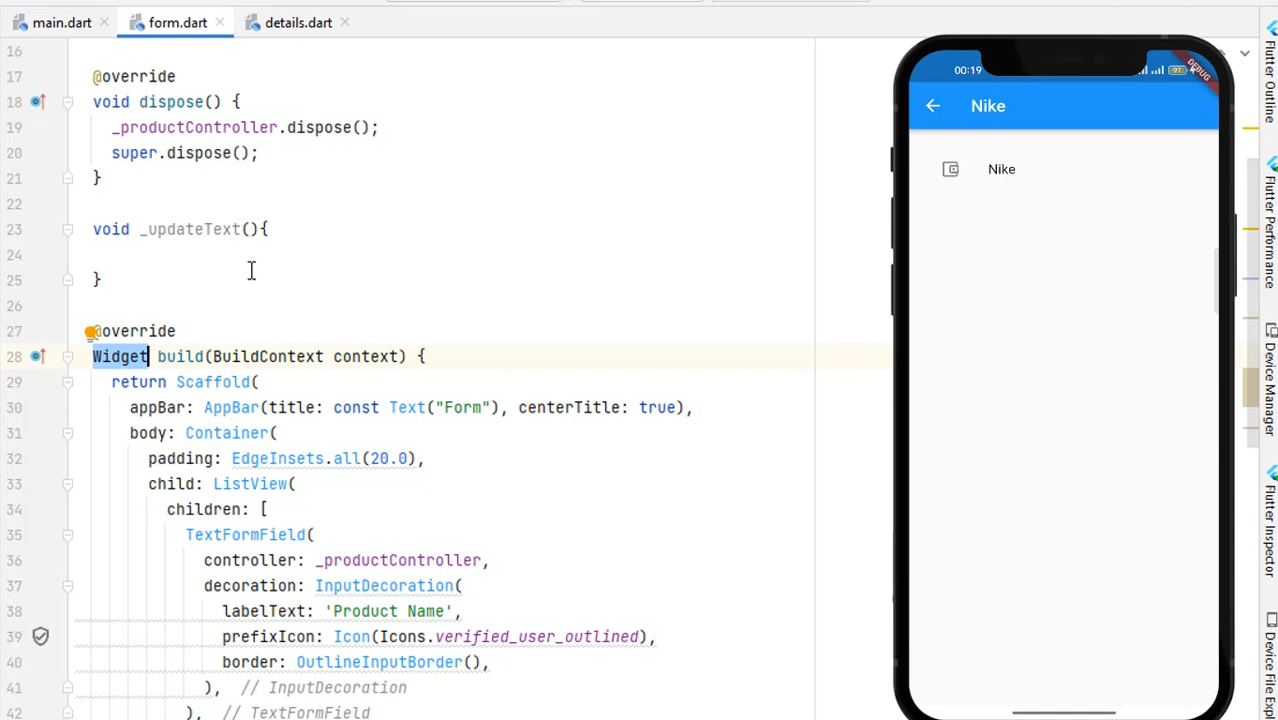 main.dart form.dart details.dart
16
17 @override
18 void dispose() {
19 _productController.dispose();
20 super.dispose();
21 }
22
23 void _updateText(){
24
25 }
26
27 @override
28 Widget build(BuildContext context) {
29 return Scaffold(
30 appBar: AppBar(title: const Text("Form"), centerTitle: true),
31 body: Container(
32 padding: EdgeInsets.all(20.0),
33 child: ListView(
34 children: [
35 TextFormField(
36 controller: _productController,
37 decoration: InputDecoration(
38 labelText: 'Product Name',
39 prefixIcon: Icon(Icons.verified_user_outlined),
40 border: OutlineInputBorder(),
41 ), // InputDecoration
42 ), // TextFormField
00:19
97
DEBUG
Nike
Nike
Flutter Outline
Flutter Performance
Device Manager
Flutter Inspector
Device File Expl